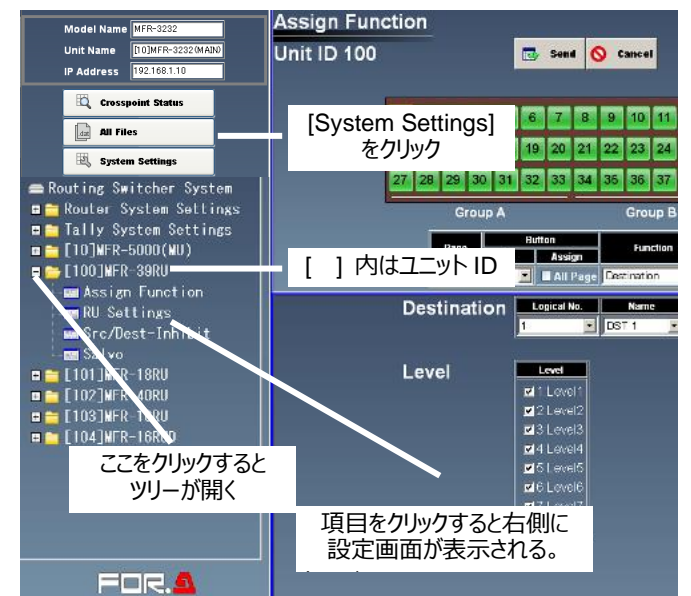 Model Name MFR-3232
Unit Name [10]MFR-3232(MAIN)
IP Address 192.168.1.10
Crosspoint Status
All Files
System Settings
Routing Switcher System
Router System Settings
Tally System Settings
[10]MFR-5000(MU)
[100]MFR-39RU
Assign Function
RU Settings
Src/Dest-Inhibit
Salvo
[101]MFR-18RU
[102]MFR-40RU
[103]MFR-16RU
[104]MFR-16RUD
ここをクリックすると
ツリーが開く
FOR.A
Assign Function
Unit ID 100
Send Cancel
[System Settings]
をクリック
6 7 8 9 10 11
19 20 21 22 23 24
27 28 29 30 31 32 33 34 35 36 37
Group A Group B
[ ] 内はユニット ID
Button Function
Assign
All Page Destination
Destination
Logical No. Name
1 DST 1
Level
Level
1 Level1
2 Level2
3 Level3
4 Level4
5 Level5
6 Level6
項目をクリックすると右側に
設定画面が表示される。